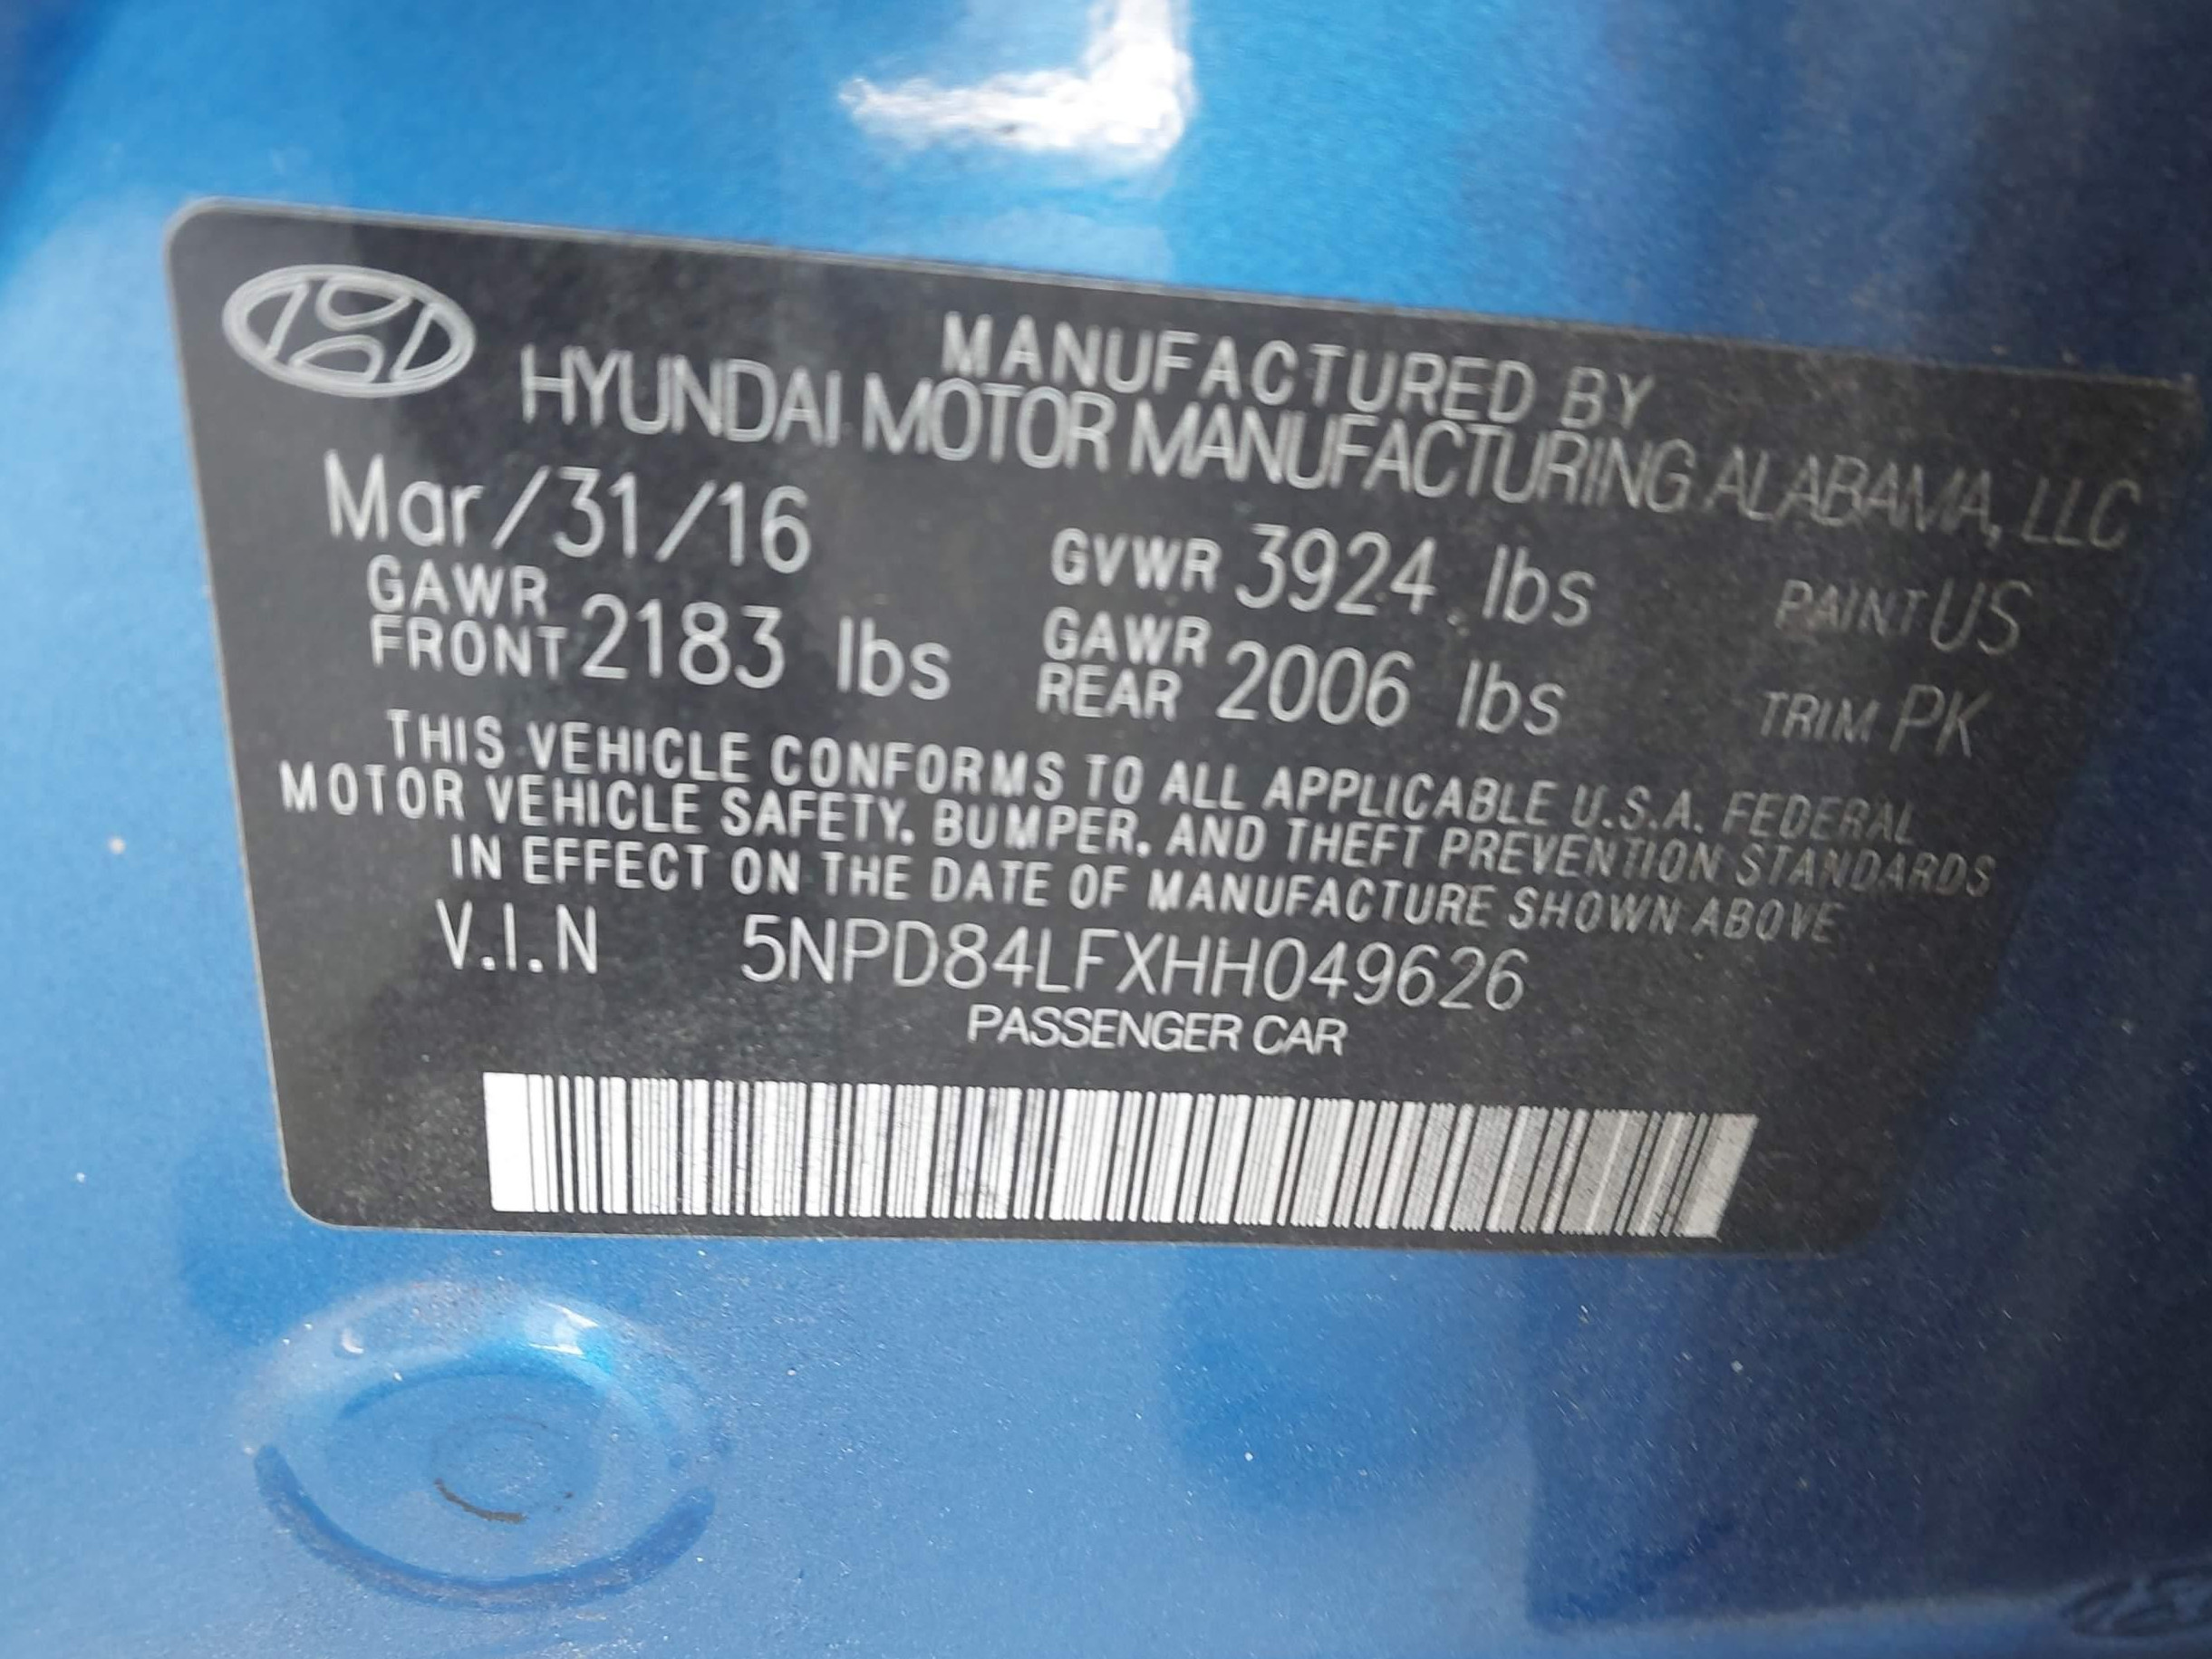 MANUFACTURED BY
HYUNDAI MOTOR MANUFACTURING ALABAMA, LLC
Mar/31/16 GVWR 3924 lbs PAINT US
GAWR FRONT 2183 lbs GAWR REAR 2006 lbs TRIM PK
THIS VEHICLE CONFORMS TO ALL APPLICABLE U.S.A. FEDERAL
MOTOR VEHICLE SAFETY, BUMPER, AND THEFT PREVENTION STANDARDS
IN EFFECT ON THE DATE OF MANUFACTURE SHOWN ABOVE
V.I.N 5NPD84LFXHH049626
PASSENGER CAR